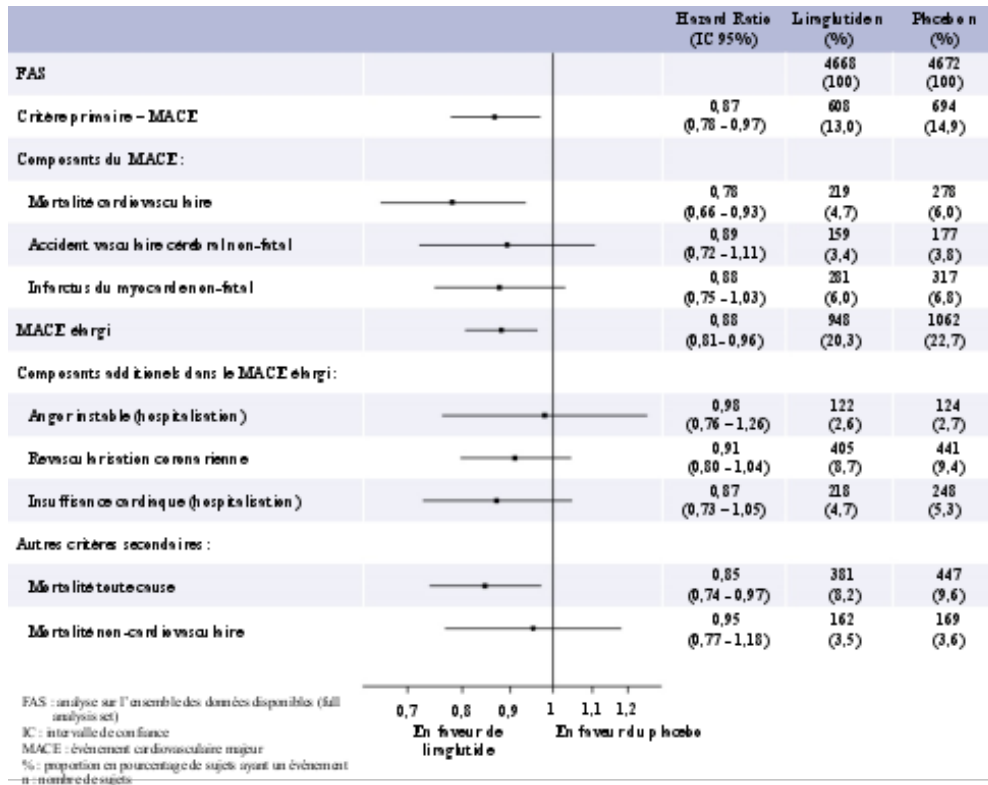 Hazard Ratio (IC 95%) Liraglutide n (%) Placebo n (%)
FAS 4668 (100) 4672 (100)
Critère primaire – MACE 0,87 (0,78 – 0,97) 608 (13,0) 694 (14,9)
Composants du MACE :
Mortalité cardiovasculaire 0,78 (0,66 – 0,93) 219 (4,7) 278 (6,0)
Accident vasculaire cérébral non-fatal 0,89 (0,72 – 1,11) 159 (3,4) 177 (3,8)
Infarctus du myocarde non-fatal 0,88 (0,75 – 1,03) 281 (6,0) 317 (6,8)
MACE élargi 0,88 (0,81– 0,96) 948 (20,3) 1062 (22,7)
Composants additionels dans le MACE élargi :
Angor instable (hospitalisation) 0,98 (0,76 – 1,26) 122 (2,6) 124 (2,7)
Revascularisation coronarienne 0,91 (0,80 – 1,04) 405 (8,7) 441 (9,4)
Insuffisance cardiaque (hospitalisation) 0,87 (0,73 – 1,05) 218 (4,7) 248 (5,3)
Autres critères secondaires :
Mortalité toute cause 0,85 (0,74 – 0,97) 381 (8,2) 447 (9,6)
Mortalité non-cardiovasculaire 0,95 (0,77 – 1,18) 162 (3,5) 169 (3,6)
0,7 0,8 0,9 1 1,1 1,2
En faveur de liraglutide
En faveur du placebo
FAS : analyse sur l'ensemble des données disponibles (full
analysis set)
IC : intervalle de confiance
MACE : évènement cardiovasculaire majeur
% : proportion en pourcentage de sujets ayant un évènement
n : nombre de sujets